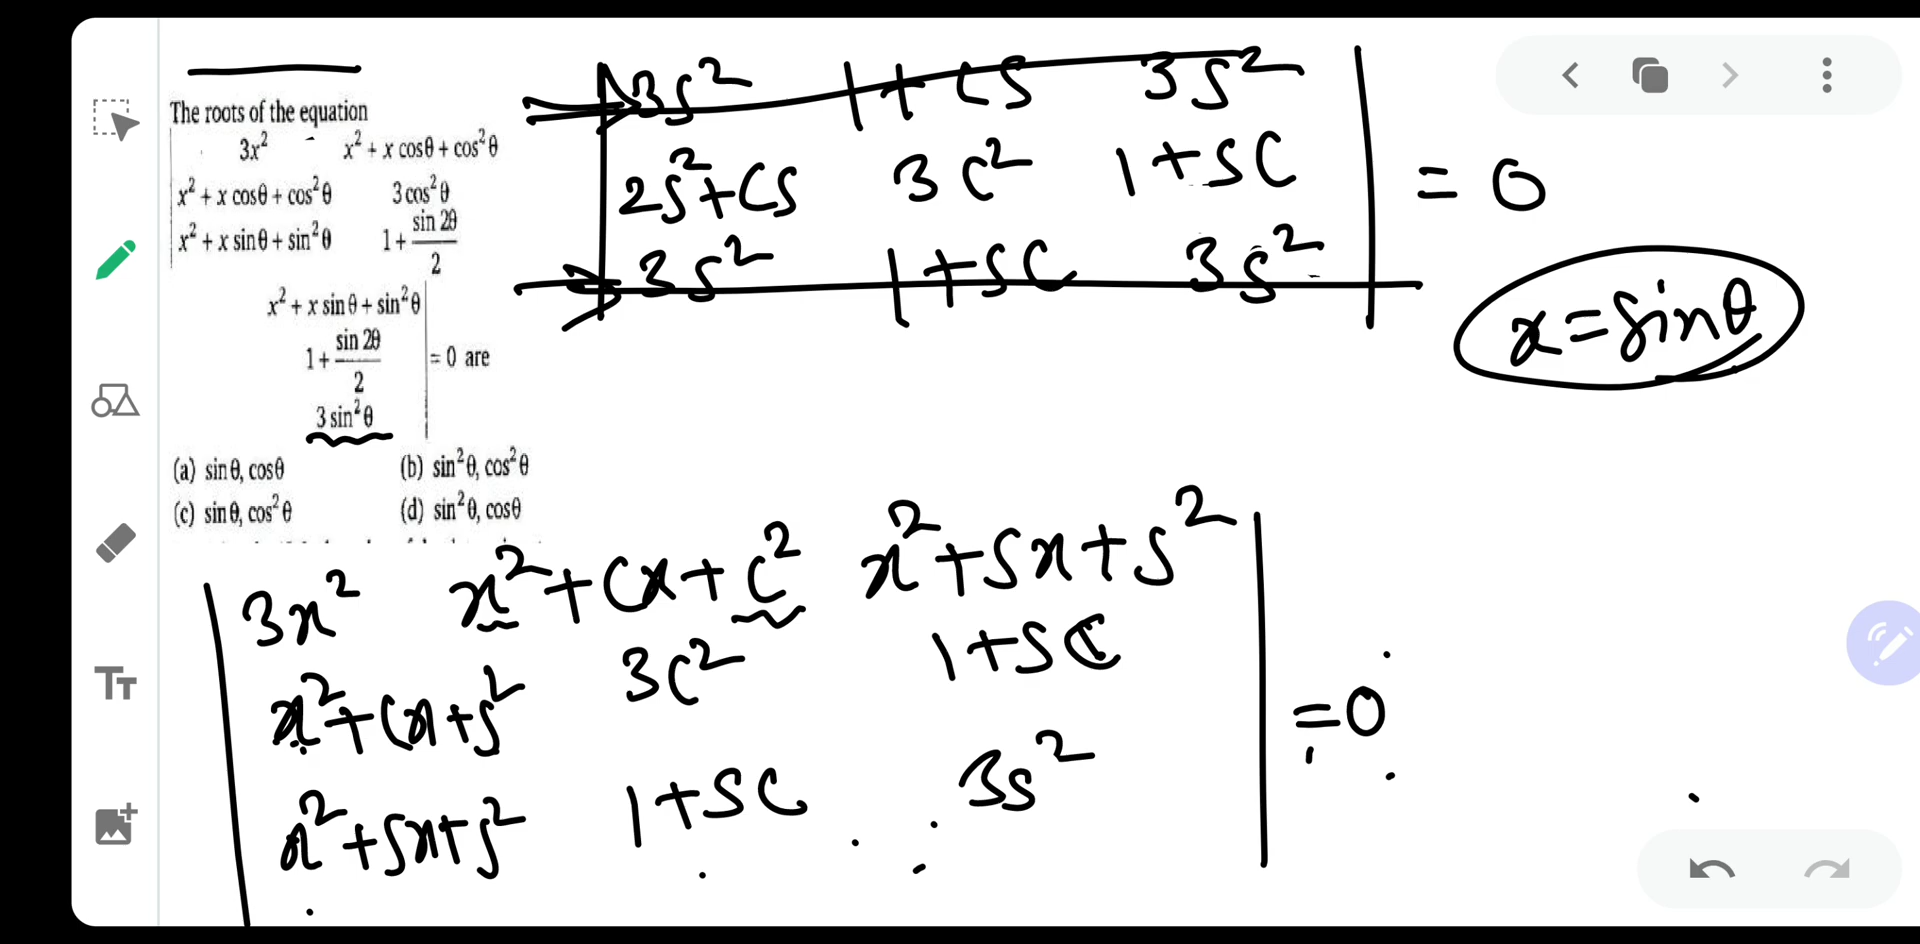 The roots of the equation
3x² x² + x cosθ + cos²θ
x² + x cosθ + cos²θ 3 cos²θ
x² + x sinθ + sin²θ 1 + sin 2θ / 2
x² + x sinθ + sin²θ
1 + sin 2θ / 2 = 0 are
3 sin²θ
(a) sinθ, cosθ (b) sin²θ, cos²θ
(c) sinθ, cos²θ (d) sin²θ, cosθ
3s² 1+cs 3s²
2s²+cs 3c² 1+sc = 0
3s² 1+sc 3s²
x = sinθ
3x² x²+cx+c² x²+sx+s²
x²+cx+s² 3c² 1+sc = 0
x²+sx+s² 1+sc 3s²
TT